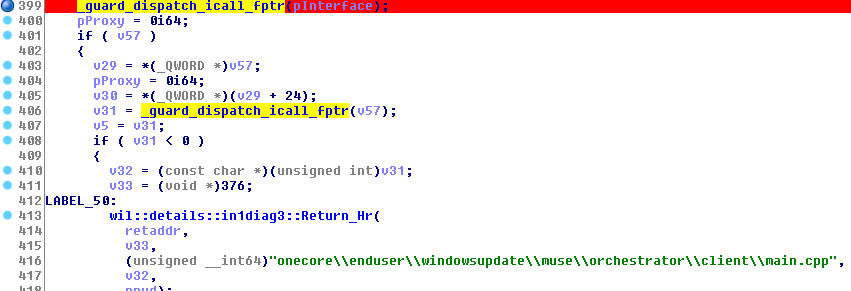 399 _guard_dispatch_icall_fptr(pInterface);
400 pProxy = 0i64;
401 if ( v57 )
402 {
403 v29 = *(_QWORD *)v57;
404 pProxy = 0i64;
405 v30 = *(_QWORD *)(v29 + 24);
406 v31 = _guard_dispatch_icall_fptr(v57);
407 v5 = v31;
408 if ( v31 < 0 )
409 {
410 v32 = (const char *)(unsigned int)v31;
411 v33 = (void *)376;
412 LABEL_50:
413 wil::details::in1diag3::Return_Hr(
414 retaddr,
415 v33,
416 (unsigned __int64)"onecore\\enduser\\windowsupdate\\muse\\orchestrator\\client\\main.cpp",
417 v32,